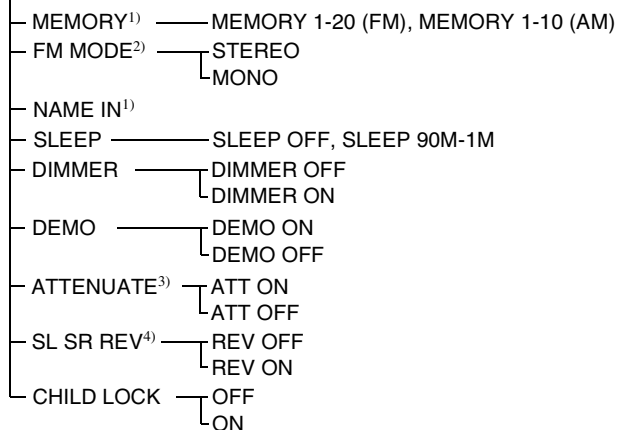 MEMORY1) MEMORY 1-20 (FM), MEMORY 1-10 (AM)
FM MODE2) STEREO
MONO
NAME IN1)
SLEEP SLEEP OFF, SLEEP 90M-1M
DIMMER DIMMER OFF
DIMMER ON
DEMO DEMO ON
DEMO OFF
ATTENUATE3) ATT ON
ATT OFF
SL SR REV4) REV OFF
REV ON
CHILD LOCK OFF
ON